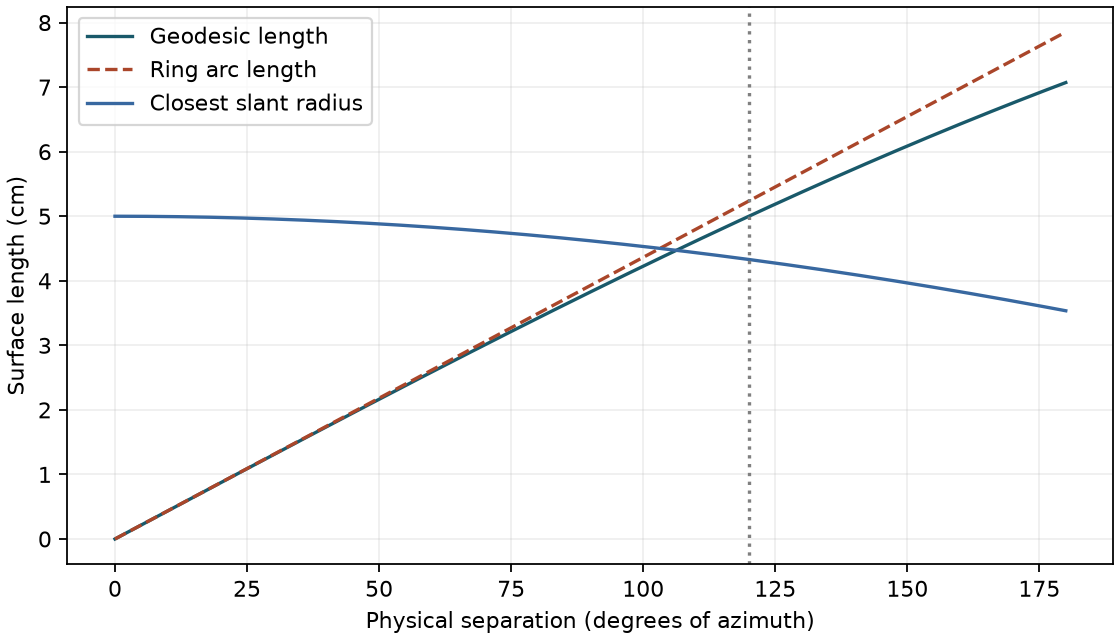 Geodesic length
Ring arc length
Closest slant radius
Surface length (cm)
8
7
6
5
4
3
2
1
0
0 25 50 75 100 125 150 175
Physical separation (degrees of azimuth)